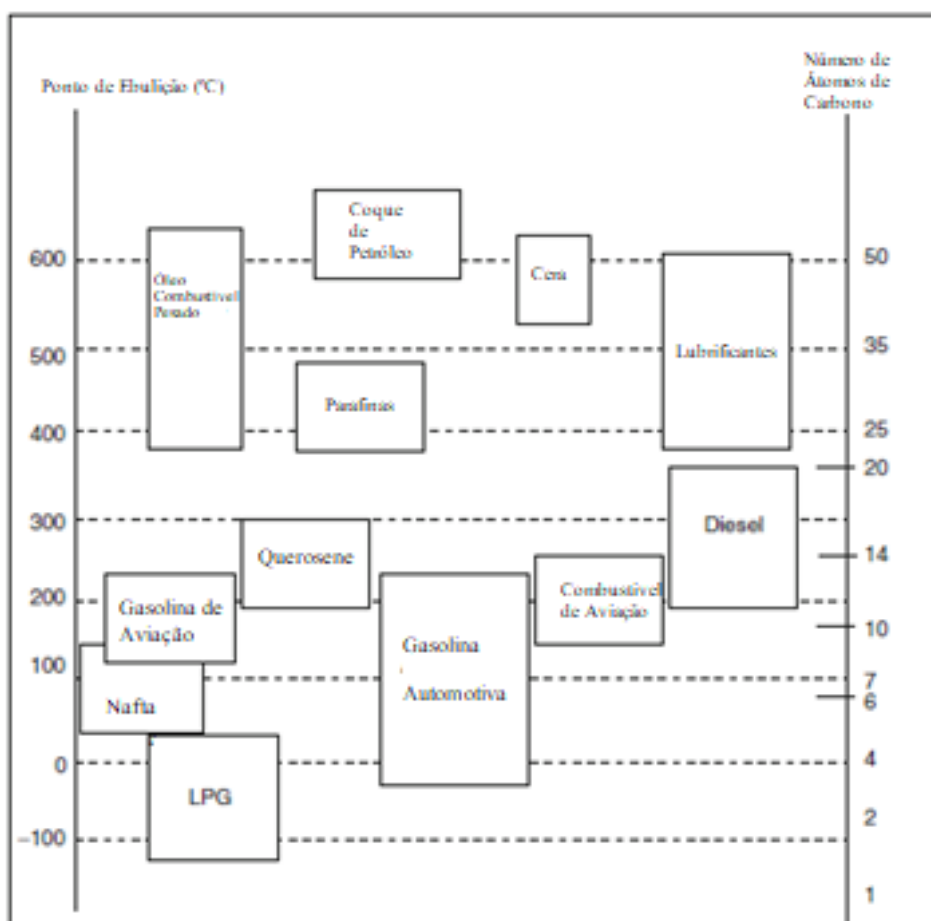 Ponto de Ebulição (ºC)
Número de
Átomos de
Carbono
Coque
de
Petróleo
600
Óleo
Combustível
Pesado
Cera
50
500
Lubrificantes
35
Parafinas
400
25
20
300
Diesel
Querosene
14
200
Gasolina de
Aviação
Combustível
de Aviação
10
Gasolina
Automotiva
100
7
6
Nafta
0
4
LPG
-100
2
1